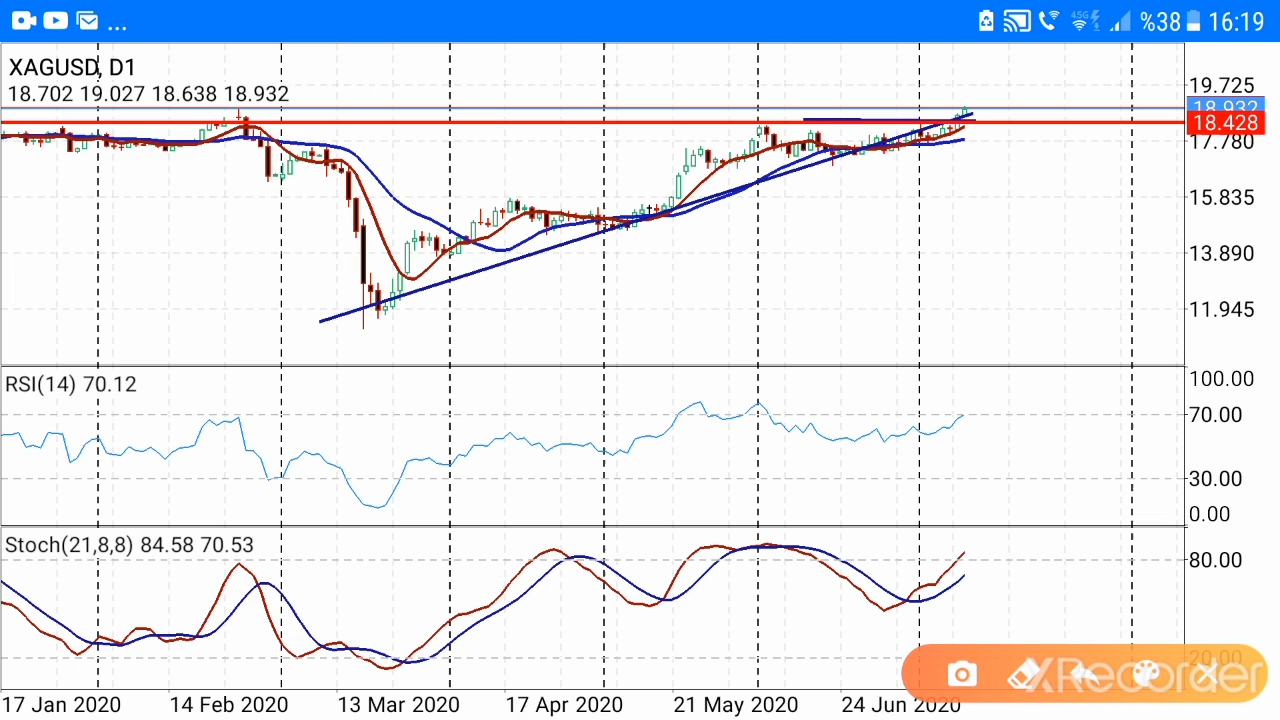 ... 4.5G %38 16:19
XAGUSD, D1
18.702 19.027 18.638 18.932
19.725
18.932
18.428
17.780
15.835
13.890
11.945
RSI(14) 70.12
100.00
70.00
30.00
0.00
Stoch(21,8,8) 84.58 70.53
80.00
20.00
XRecorder
17 Jan 2020 14 Feb 2020 13 Mar 2020 17 Apr 2020 21 May 2020 24 Jun 2020